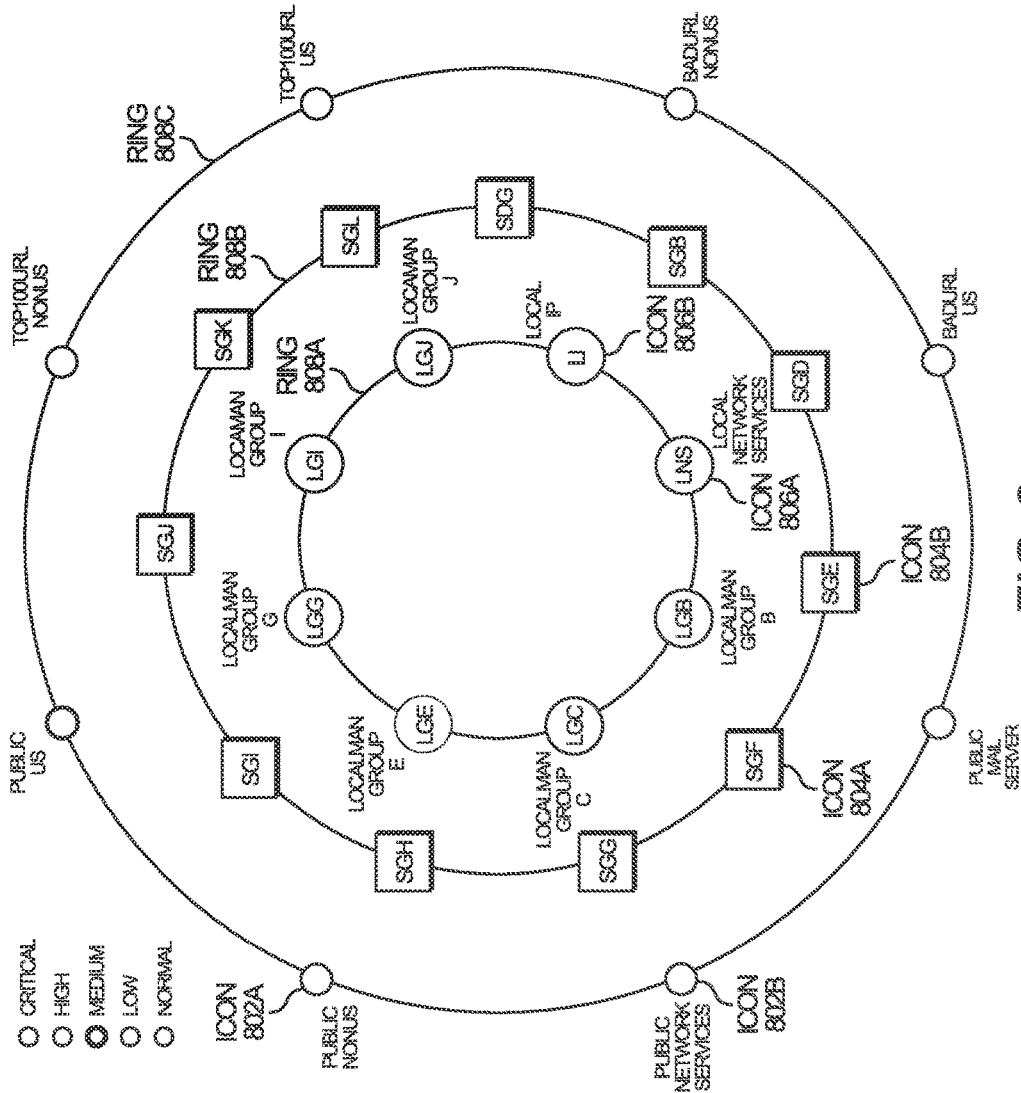 CRITICAL
HIGH
MEDIUM
LOW
NORMAL
PUBLIC
US
TOP100URL
NONUS
TOP100URL
US
RING
808C
ICON
802A
PUBLIC
NONUS
PUBLIC
NETWORK
SERVICES
ICON
802B
PUBLIC
MAIL
SERVER
BADURL
US
BADURL
NONUS
RING
808B
SGH
SGI
SGJ
SGK
SGL
SDG
SGB
SGD
SGE
ICON
804B
SGF
ICON
804A
SGG
RING
808A
LOCALMAN
GROUP
E
LGE
LOCALMAN
GROUP
G
LGG
LOCAMAN
GROUP
I
LGI
LOCAMAN
GROUP
J
LGJ
LOCAL
IP
LI
ICON
806B
LOCAL
NETWORK
SERVICES
LNS
ICON
806A
LGB
LOCALMAN
GROUP
B
LGC
LOCALMAN
GROUP
C